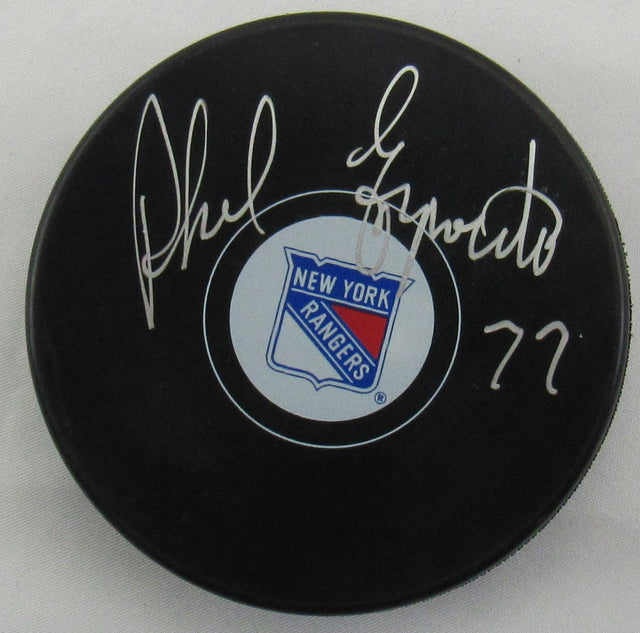 Phil Esposito
77
NEW YORK
RANGERS
®